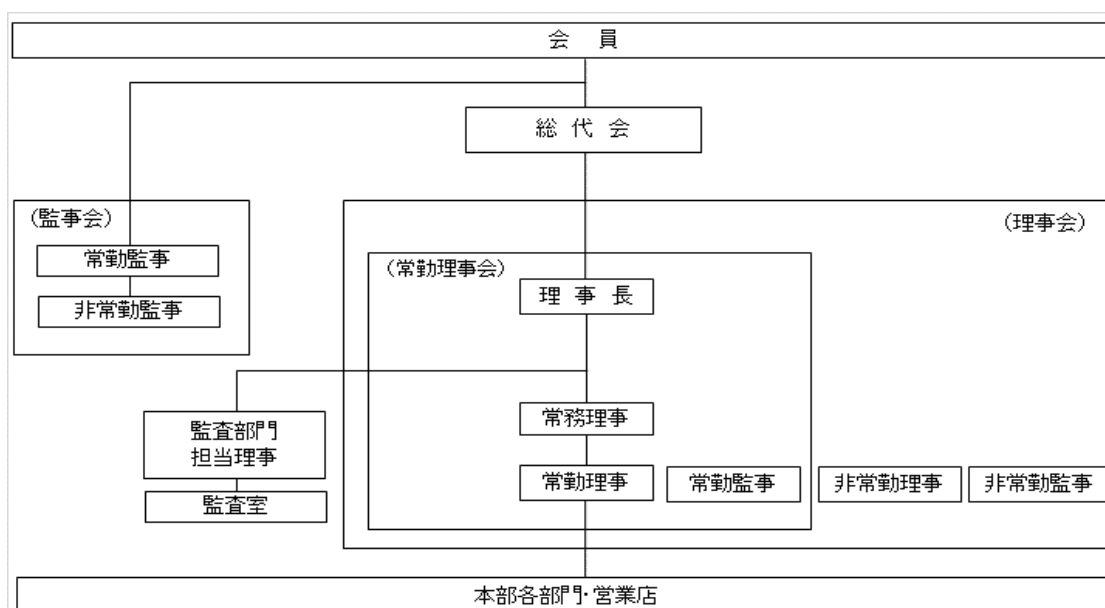 会 員
総 代 会
(監事会)
常勤監事
非常勤監事
(理事会)
(常勤理事会)
理 事 長
監査部門
担当理事
監査室
常務理事
常勤理事
常勤監事
非常勤理事
非常勤監事
本部各部門・営業店